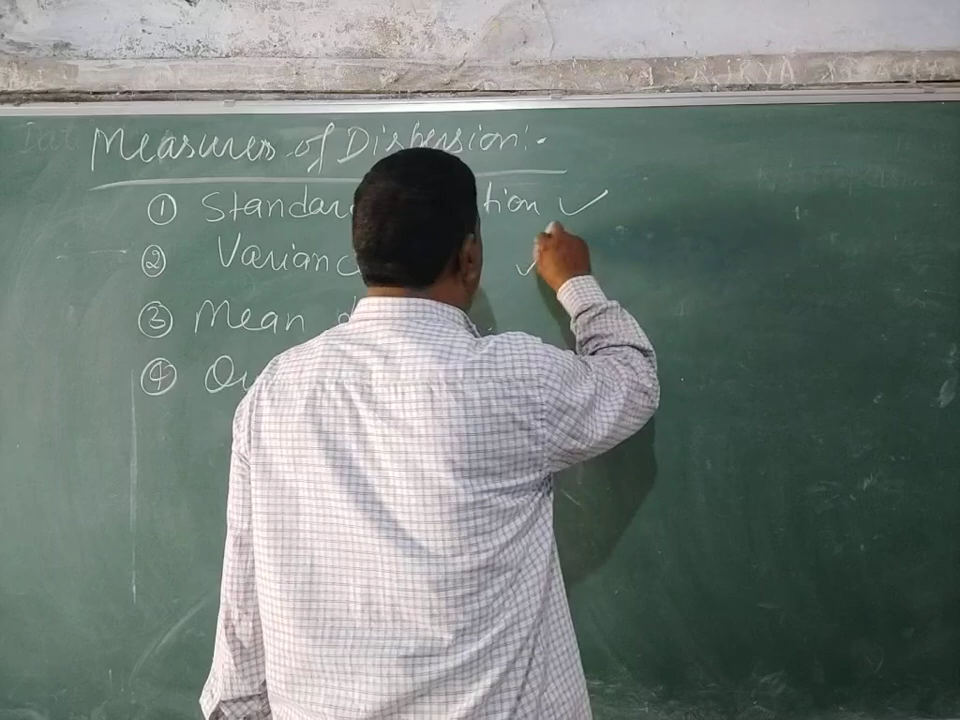 Measures of Dispersion:-
① Standar tion ✓
② Varianc ✓
③ Mean
④ Qu